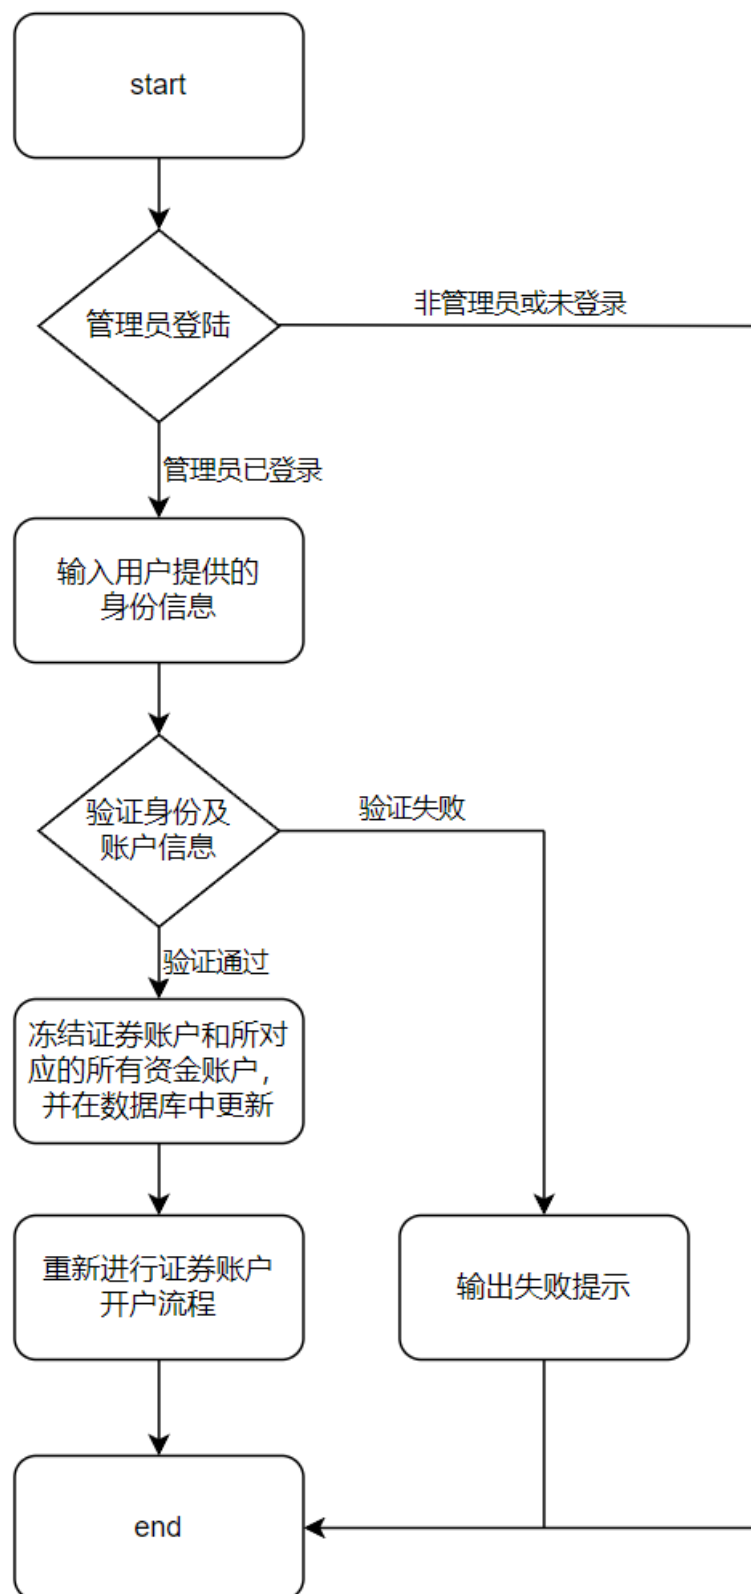 start
管理员登陆
非管理员或未登录
管理员已登录
输入用户提供的
身份信息
验证身份及
账户信息
验证失败
验证通过
冻结证券账户和所对
应的所有资金账户，
并在数据库中更新
重新进行证券账户
开户流程
输出失败提示
end